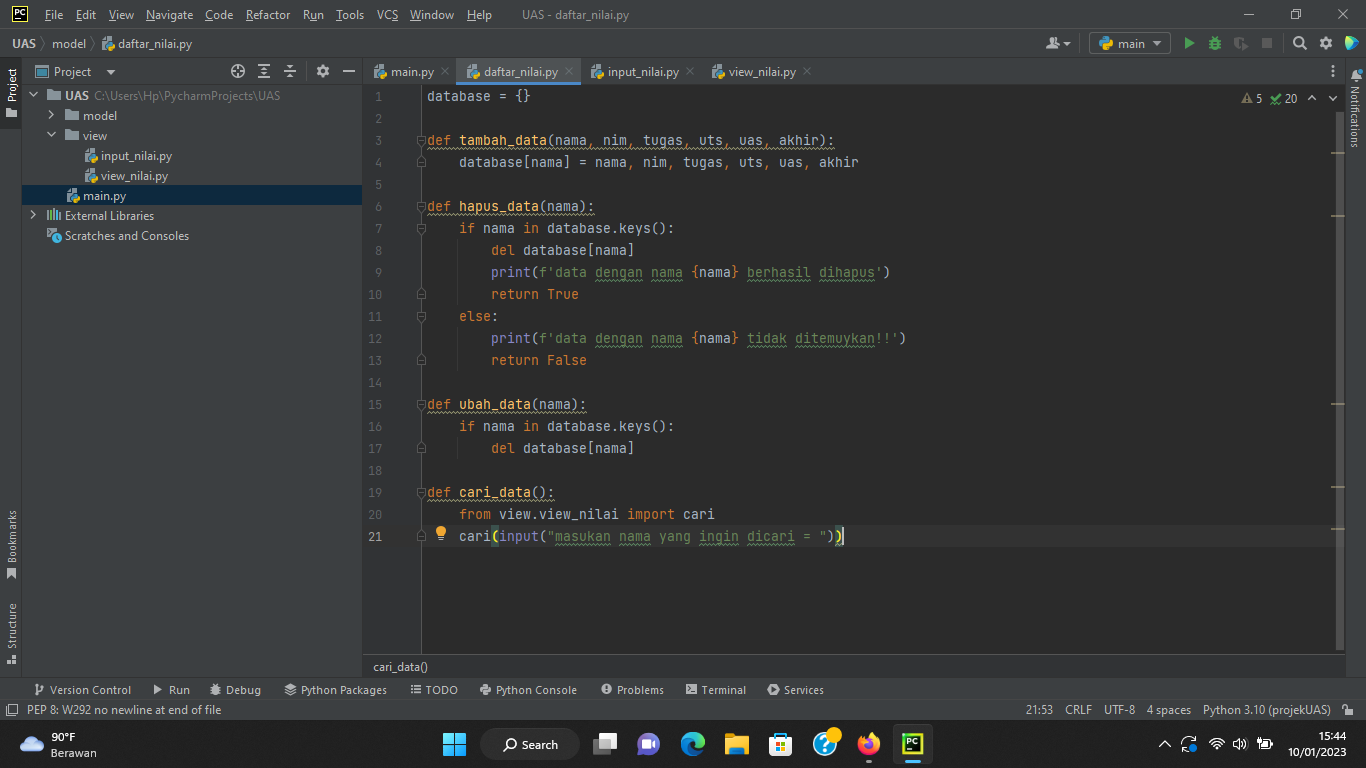 PC File Edit View Navigate Code Refactor Run Tools VCS Window Help UAS - daftar_nilai.py
UAS model daftar_nilai.py main
Project
Project
UAS C:\Users\Hp\PycharmProjects\UAS
model
view
input_nilai.py
view_nilai.py
main.py
External Libraries
Scratches and Consoles
Bookmarks
Structure
main.py daftar_nilai.py input_nilai.py view_nilai.py
5 20
Notifications
1 database = {}
2
3 def tambah_data(nama, nim, tugas, uts, uas, akhir):
4     database[nama] = nama, nim, tugas, uts, uas, akhir
5
6 def hapus_data(nama):
7     if nama in database.keys():
8         del database[nama]
9         print(f'data dengan nama {nama} berhasil dihapus')
10         return True
11     else:
12         print(f'data dengan nama {nama} tidak ditemuykan!!')
13         return False
14
15 def ubah_data(nama):
16     if nama in database.keys():
17         del database[nama]
18
19 def cari_data():
20     from view.view_nilai import cari
21     cari(input("masukan nama yang ingin dicari = "))
cari_data()
Version Control Run Debug Python Packages TODO Python Console Problems Terminal Services
PEP 8: W292 no newline at end of file 21:53 CRLF UTF-8 4 spaces Python 3.10 (projekUAS)
90°F
Berawan
Search
PC
15:44
10/01/2023